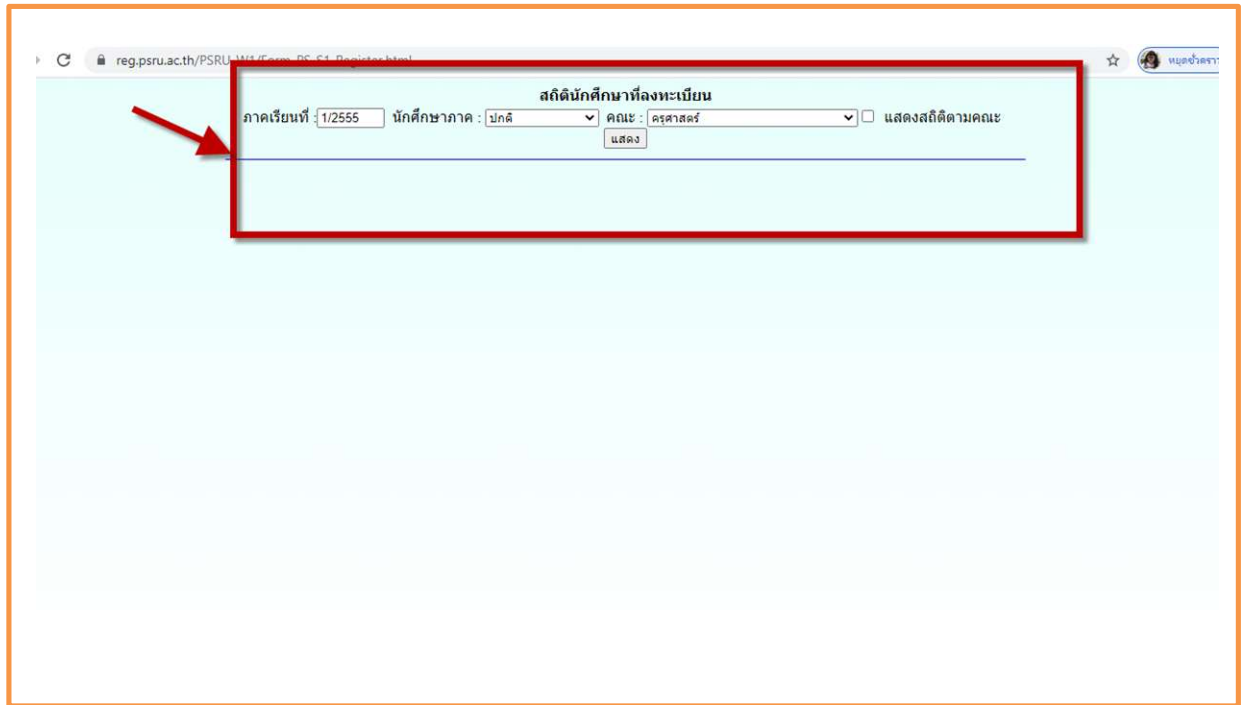 reg.psru.ac.th/PSRU_W1/Form_PS_S1_Register.html
สถิตินักศึกษาที่ลงทะเบียน
ภาคเรียนที่ : 1/2555 นักศึกษาภาค : ปกติ คณะ : ครุศาสตร์ แสดงสถิติตามคณะ
แสดง